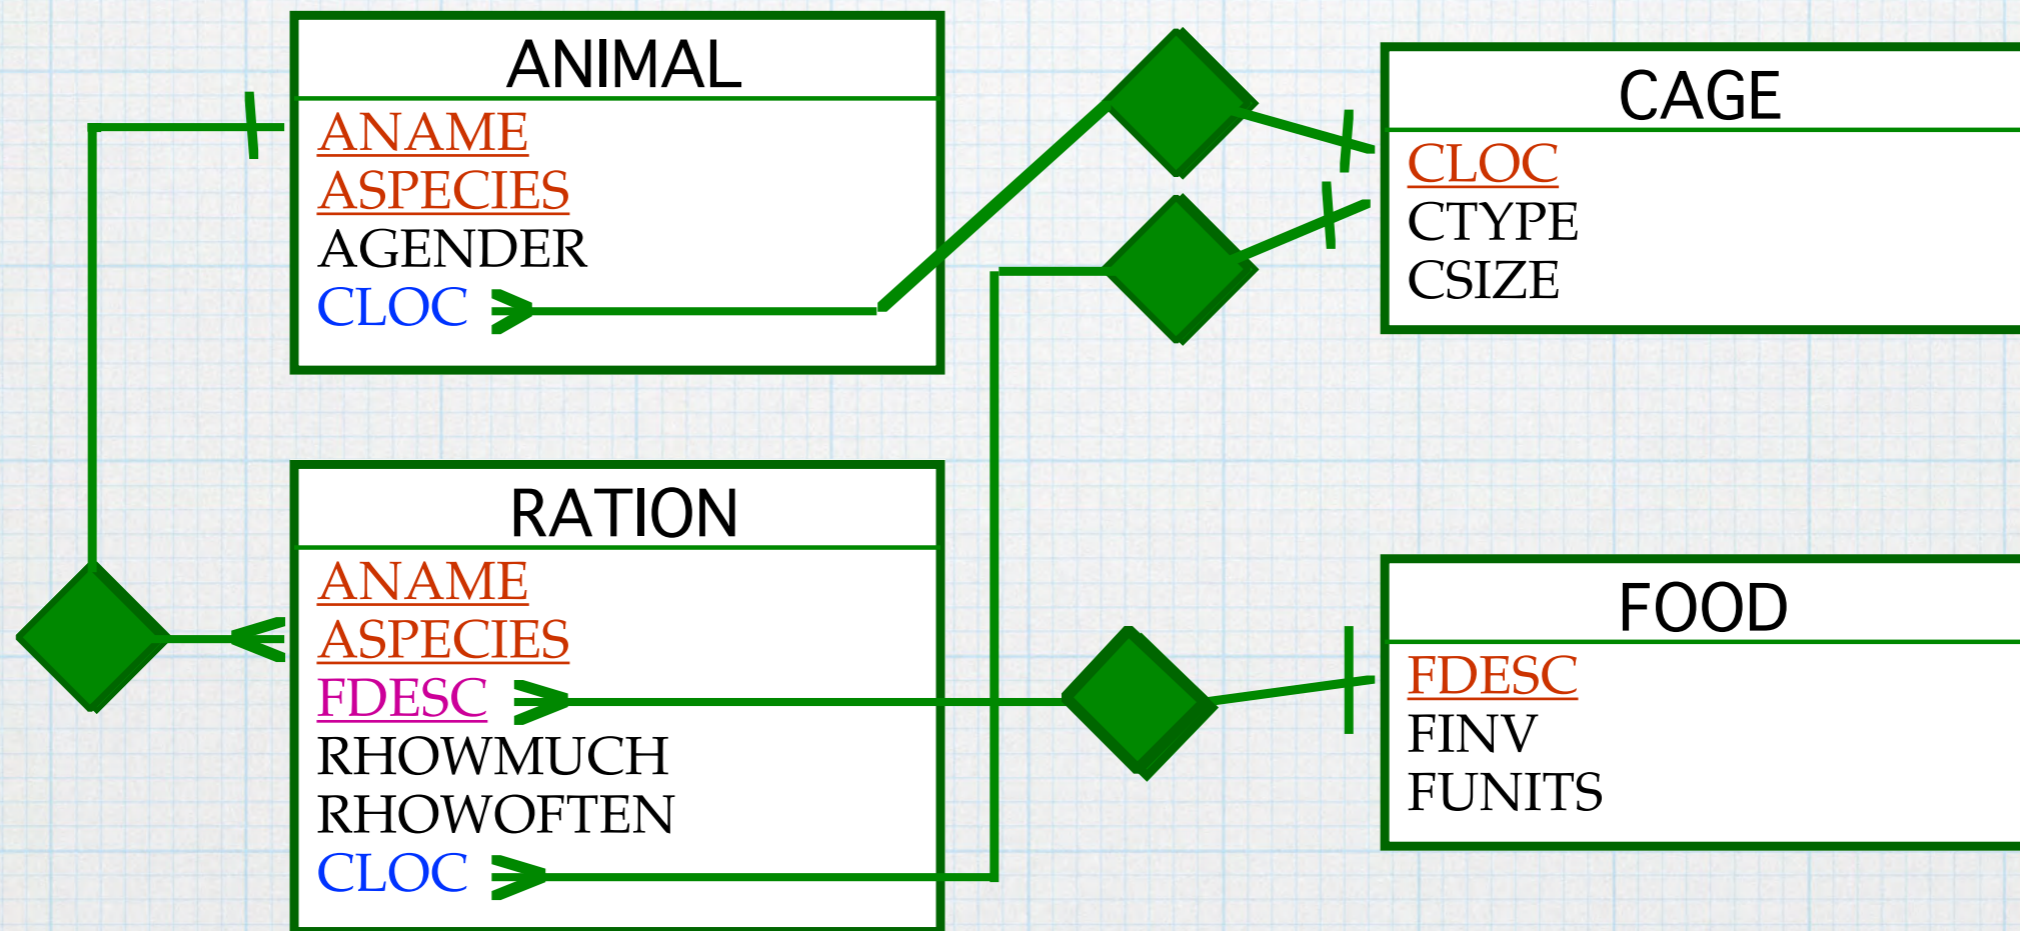 ANIMAL
ANAME
ASPECIES
AGENDER
CLOC
CAGE
CLOC
CTYPE
CSIZE
RATION
ANAME
ASPECIES
FDESC
RHOWMUCH
RHOWOFTEN
CLOC
FOOD
FDESC
FINV
FUNITS